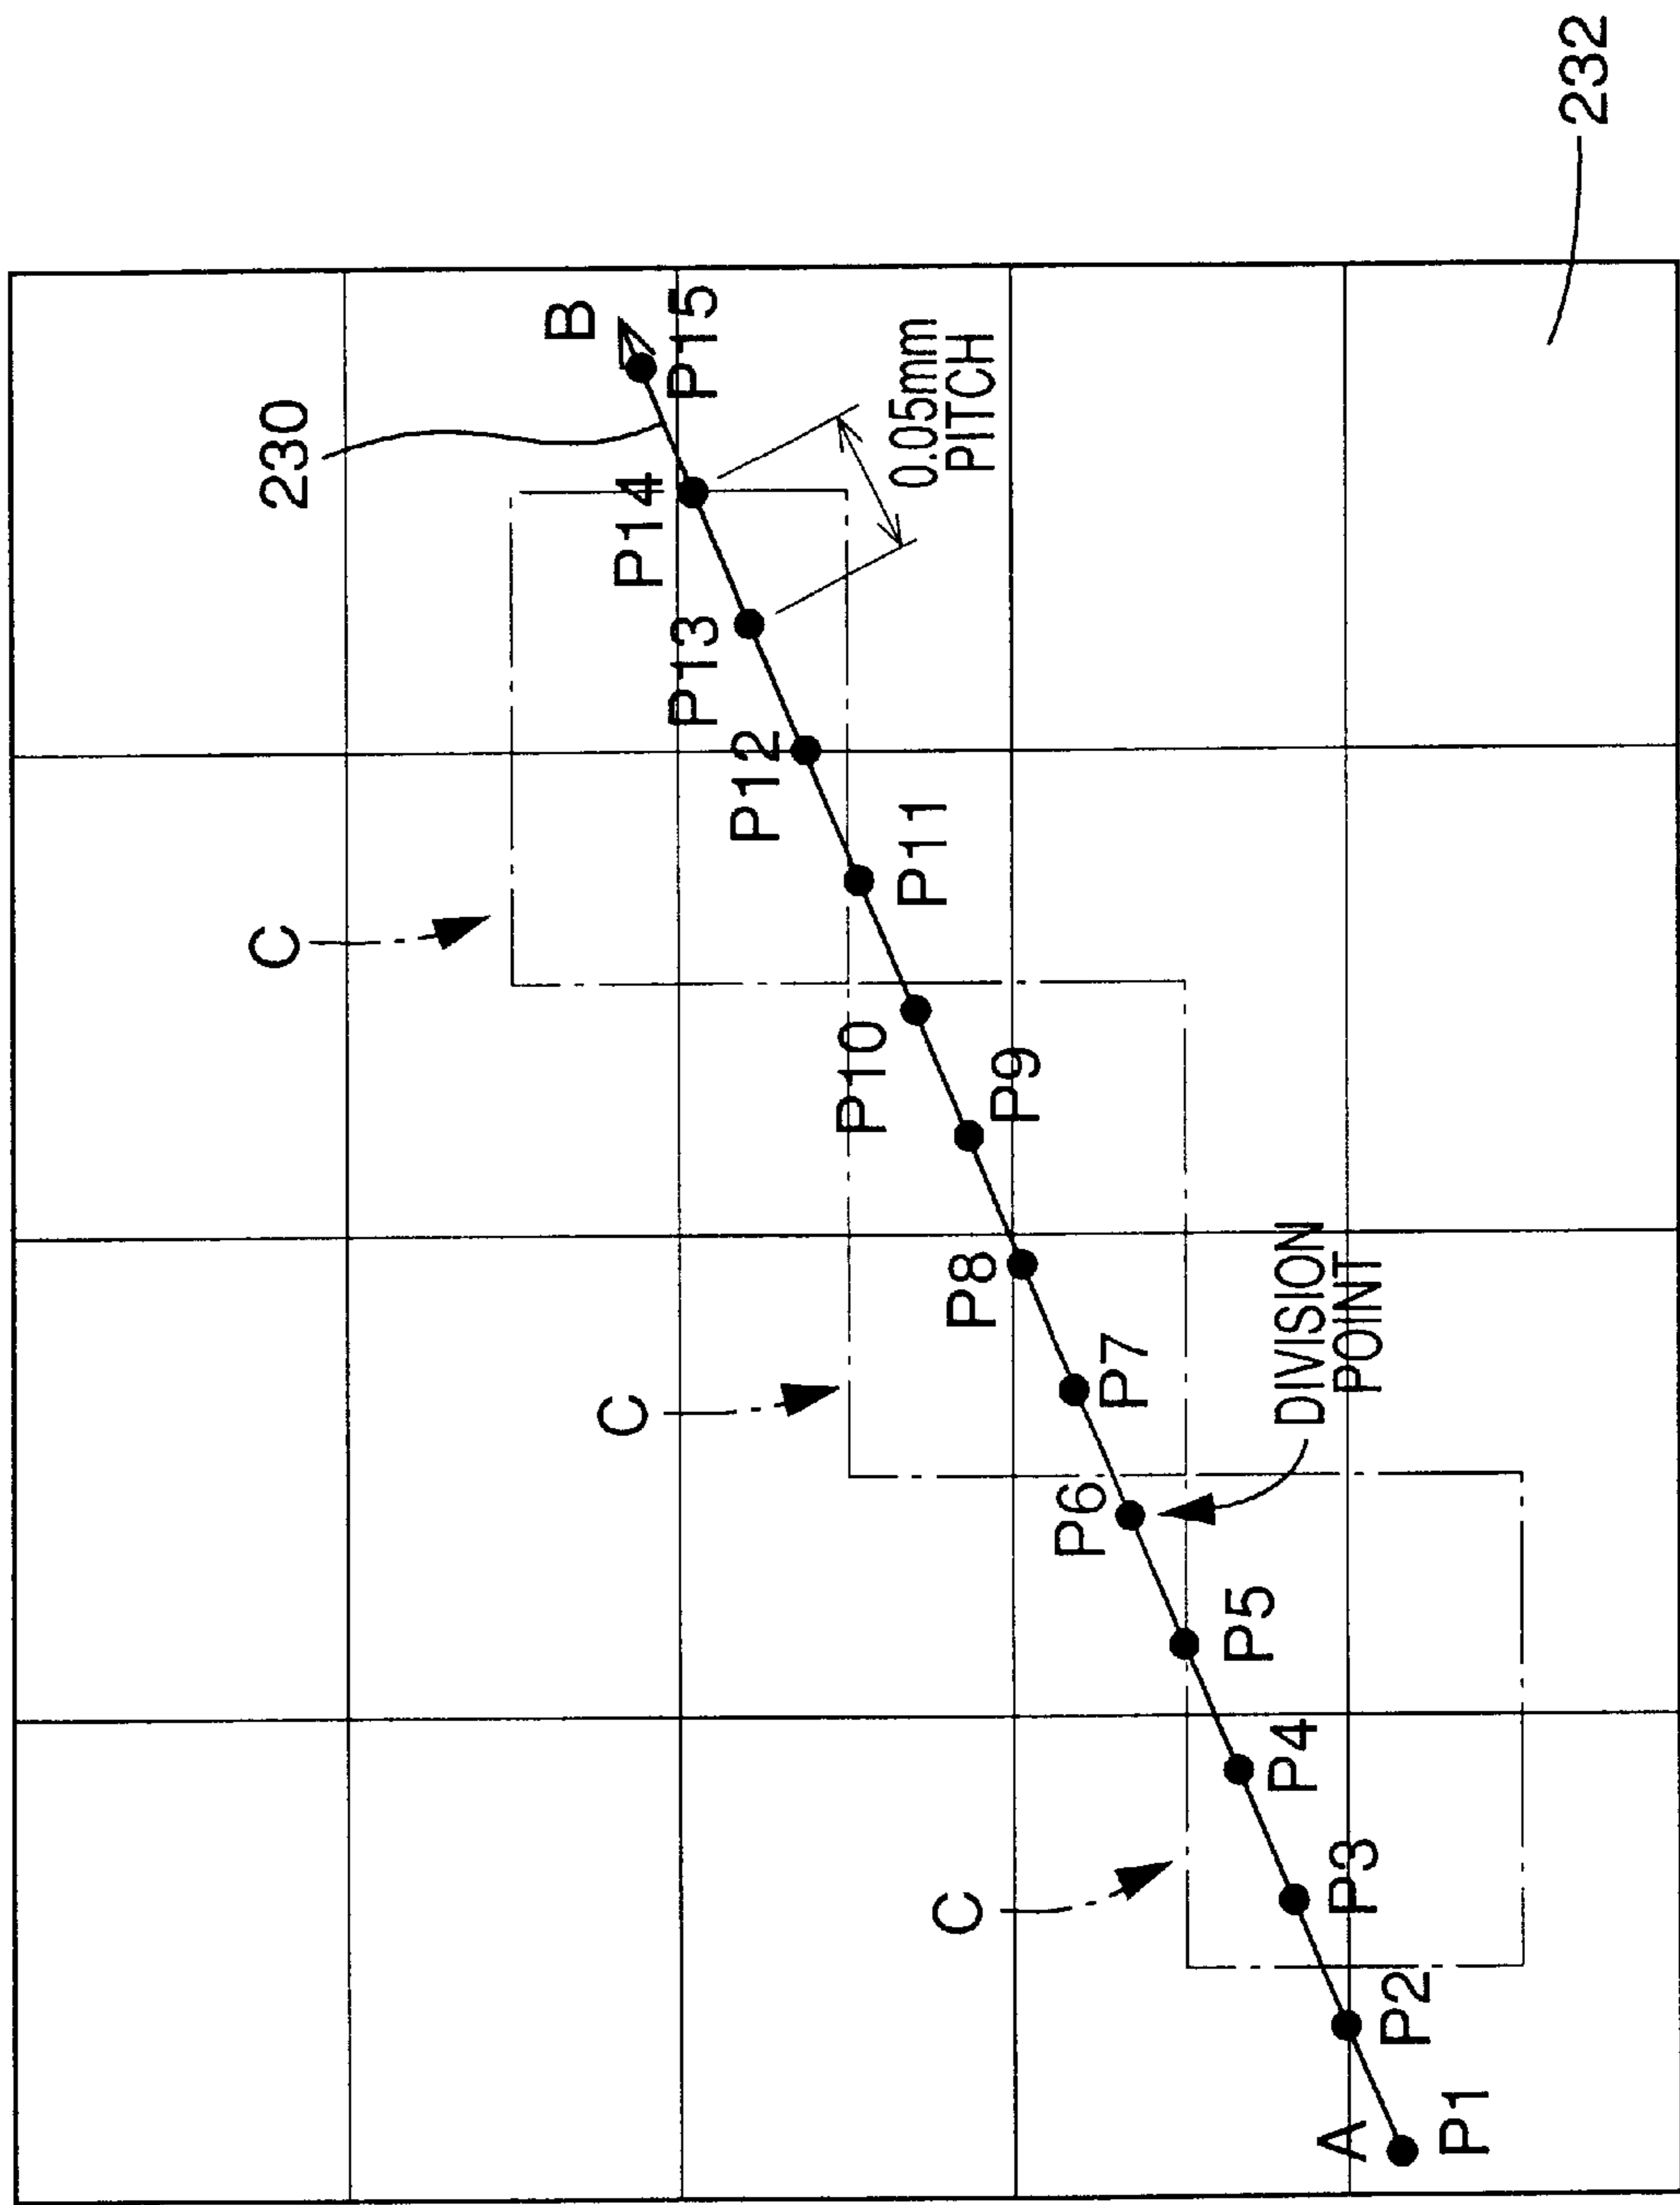 230
B
P15
C
P14
P13
0.05mm
PITCH
P12
P11
C
P10
P9
P8
P7
DIVISION
POINT
P6
P5
C
P4
P3
P2
A
P1
232